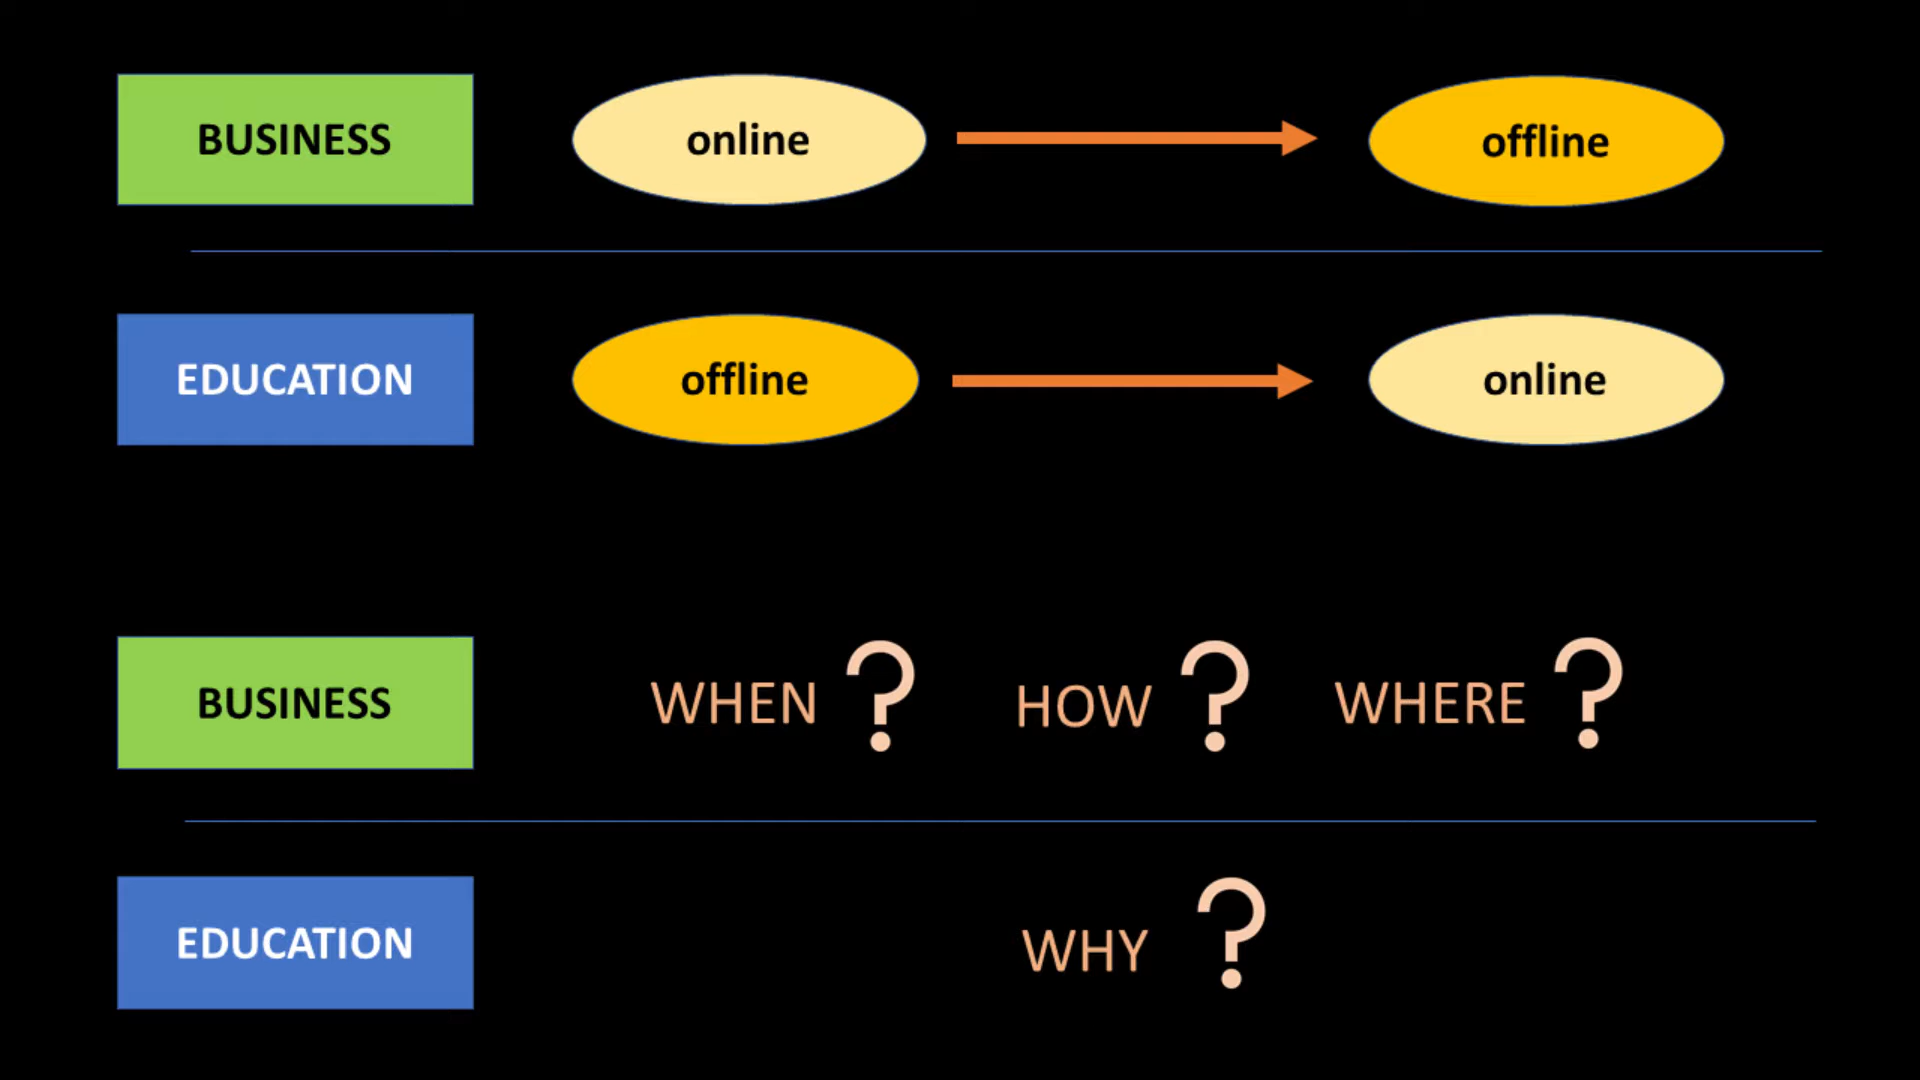 BUSINESS online offline
EDUCATION offline online
BUSINESS WHEN ? HOW ? WHERE ?
EDUCATION WHY ?